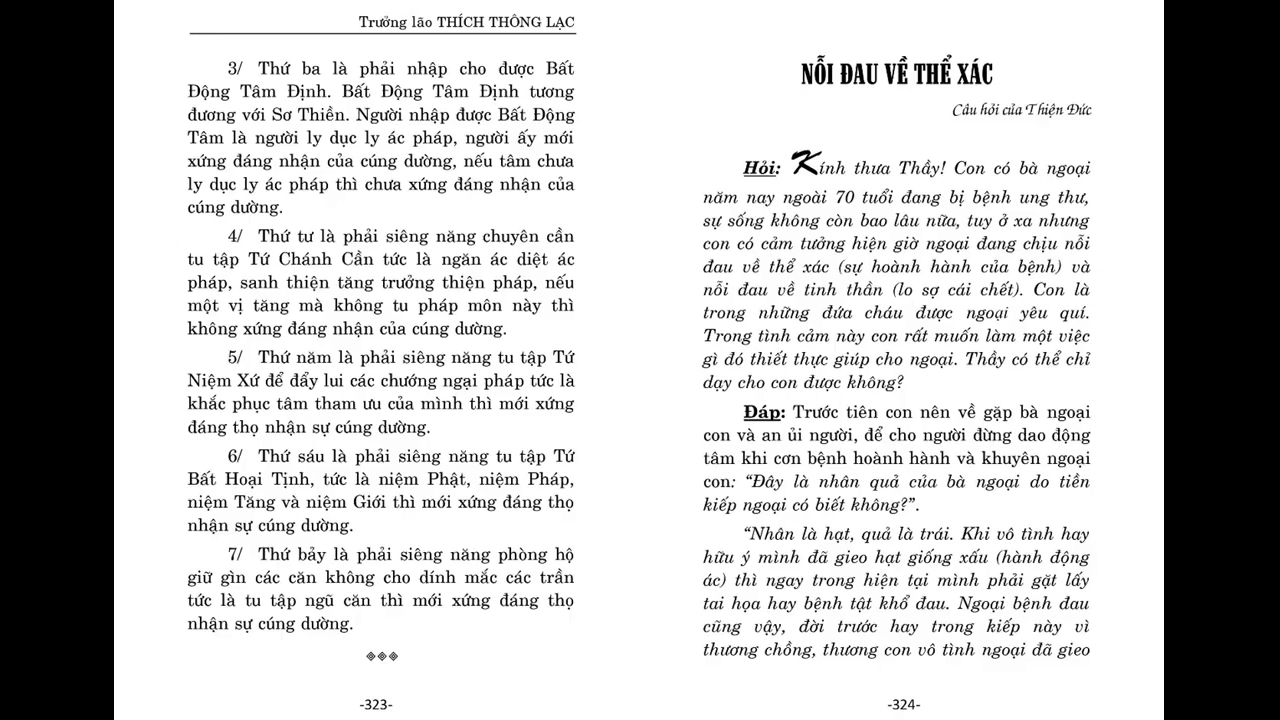 Trưởng lão THÍCH THÔNG LẠC
3/ Thứ ba là phải nhập cho được Bất
Động Tâm Định. Bất Động Tâm Định tương
đương với Sơ Thiền. Người nhập được Bất Động
Tâm là người ly dục ly ác pháp, người ấy mới
xứng đáng nhận của cúng dường, nếu tâm chưa
ly dục ly ác pháp thì chưa xứng đáng nhận của
cúng dường.
4/ Thứ tư là phải siêng năng chuyên cần
tu tập Tứ Chánh Cần tức là ngăn ác diệt ác
pháp, sanh thiện tăng trưởng thiện pháp, nếu
một vị tăng mà không tu pháp môn này thì
không xứng đáng nhận của cúng dường.
5/ Thứ năm là phải siêng năng tu tập Tứ
Niệm Xứ để đẩy lui các chướng ngại pháp tức là
khắc phục tâm tham ưu của mình thì mới xứng
đáng thọ nhận sự cúng dường.
6/ Thứ sáu là phải siêng năng tu tập Tứ
Bất Hoại Tịnh, tức là niệm Phật, niệm Pháp,
niệm Tăng và niệm Giới thì mới xứng đáng thọ
nhận sự cúng dường.
7/ Thứ bảy là phải siêng năng phòng hộ
giữ gìn các căn không cho dính mắc các trần
tức là tu tập ngũ căn thì mới xứng đáng thọ
nhận sự cúng dường.
-323-
NỖI ĐAU VỀ THỂ XÁC
Câu hỏi của Thiện Đức
Hỏi: Kính thưa Thầy! Con có bà ngoại
năm nay ngoài 70 tuổi đang bị bệnh ung thư,
sự sống không còn bao lâu nữa, tuy ở xa nhưng
con có cảm tưởng hiện giờ ngoại đang chịu nỗi
đau về thể xác (sự hoành hành của bệnh) và
nỗi đau về tinh thần (lo sợ cái chết). Con là
trong những đứa cháu được ngoại yêu quí.
Trong tình cảm này con rất muốn làm một việc
gì đó thiết thực giúp cho ngoại. Thầy có thể chỉ
dạy cho con được không?
Đáp: Trước tiên con nên về gặp bà ngoại
con và an ủi người, để cho người đừng dao động
tâm khi cơn bệnh hoành hành và khuyên ngoại
con: “Đây là nhân quả của bà ngoại do tiền
kiếp ngoại có biết không?”.
“Nhân là hạt, quả là trái. Khi vô tình hay
hữu ý mình đã gieo hạt giống xấu (hành động
ác) thì ngay trong hiện tại mình phải gặt lấy
tai họa hay bệnh tật khổ đau. Ngoại bệnh đau
cũng vậy, đời trước hay trong kiếp này vì
thương chồng, thương con vô tình ngoại đã gieo
-324-